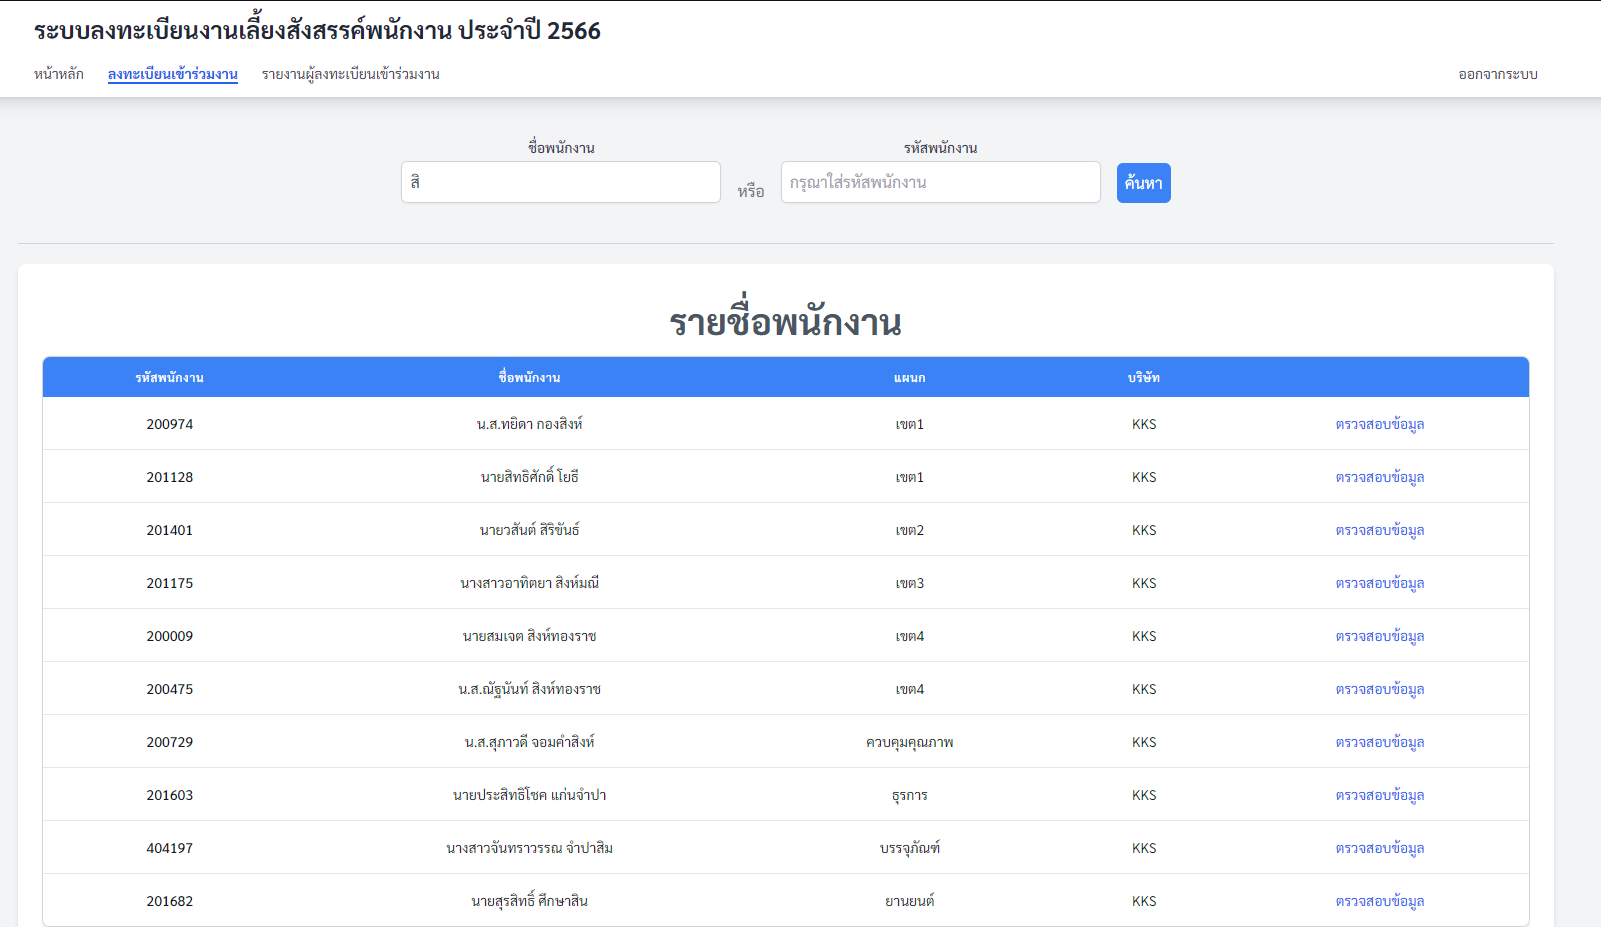 ระบบลงทะเบียนงานเลี้ยงสังสรรค์พนักงาน ประจำปี 2566
หน้าหลัก ลงทะเบียนเข้าร่วมงาน รายงานผู้ลงทะเบียนเข้าร่วมงาน ออกจากระบบ
ชื่อพนักงาน รหัสพนักงาน
สิ หรือ กรุณาใส่รหัสพนักงาน ค้นหา
รายชื่อพนักงาน
รหัสพนักงาน ชื่อพนักงาน แผนก บริษัท
200974 น.ส.ทยิดา กองสิงห์ เขต1 KKS ตรวจสอบข้อมูล
201128 นายสิทธิศักดิ์ โยธี เขต1 KKS ตรวจสอบข้อมูล
201401 นายวสันต์ สิริขันธ์ เขต2 KKS ตรวจสอบข้อมูล
201175 นางสาวอาทิตยา สิงห์มณี เขต3 KKS ตรวจสอบข้อมูล
200009 นายสมเจต สิงห์ทองราช เขต4 KKS ตรวจสอบข้อมูล
200475 น.ส.ณัฐนันท์ สิงห์ทองราช เขต4 KKS ตรวจสอบข้อมูล
200729 น.ส.สุภาวดี จอมคำสิงห์ ควบคุมคุณภาพ KKS ตรวจสอบข้อมูล
201603 นายประสิทธิโชค แก่นจำปา ธุรการ KKS ตรวจสอบข้อมูล
404197 นางสาวจันทราวรรณ จำปาสิม บรรจุภัณฑ์ KKS ตรวจสอบข้อมูล
201682 นายสุรสิทธิ์ ศึกษาสิน ยานยนต์ KKS ตรวจสอบข้อมูล